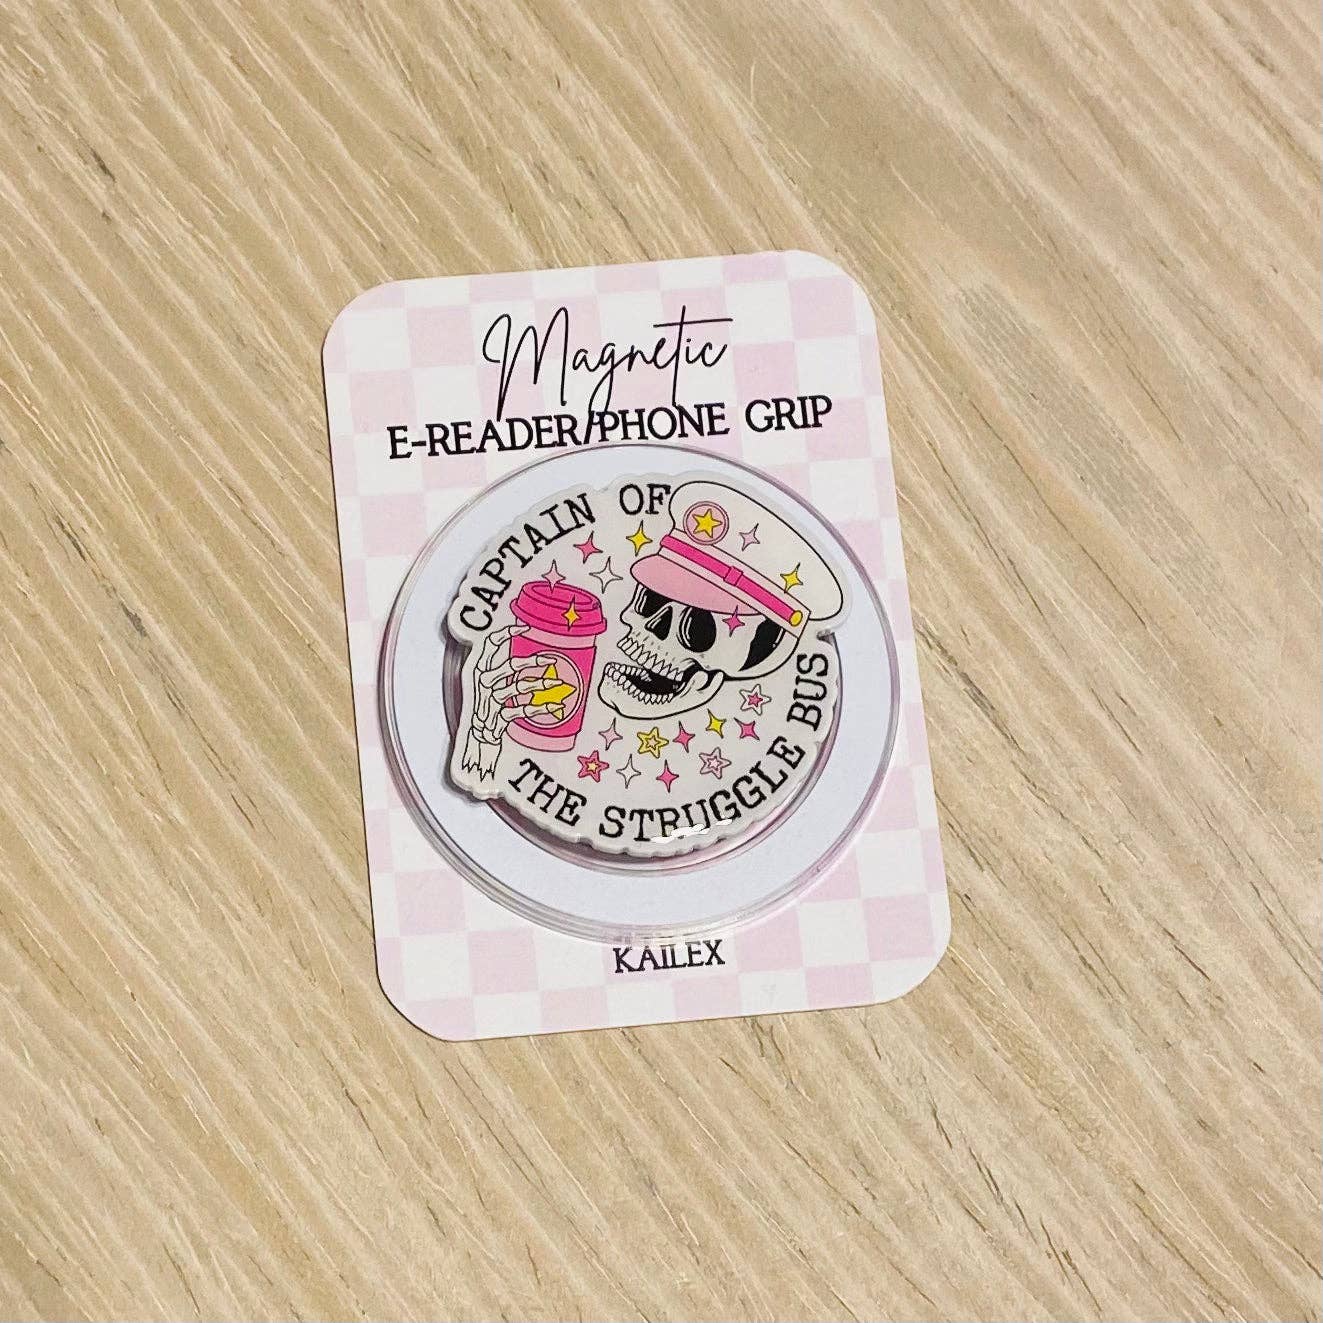 Magnetic
E-READER/PHONE GRIP
CAPTAIN OF
THE STRUGGLE BUS
KAILEX